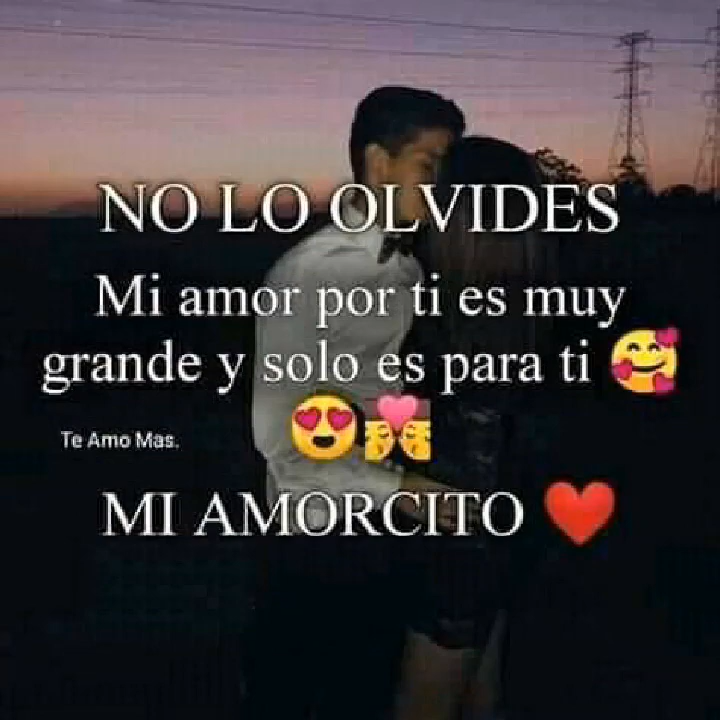 NO LO OLVIDES
Mi amor por ti es muy
grande y solo es para ti 🥰
😍💏
Te Amo Mas.
MI AMORCITO ❤️